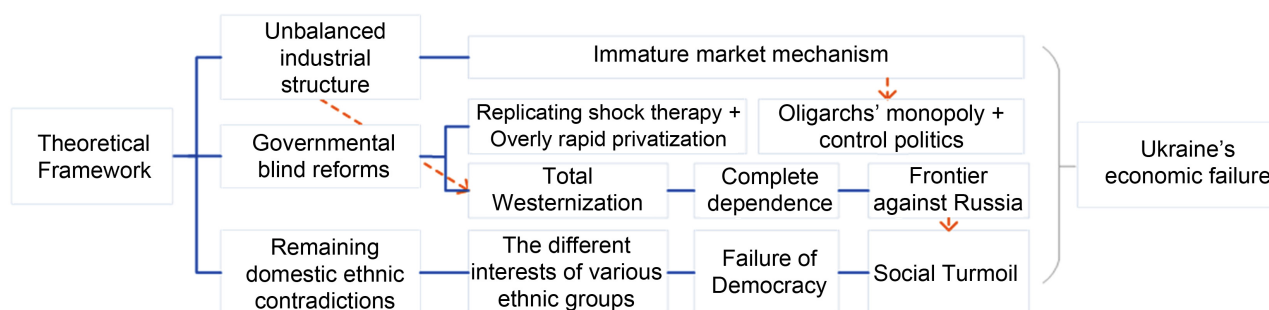 Theoretical
Framework
Unbalanced
industrial
structure
Immature market mechanism
Governmental
blind reforms
Replicating shock therapy +
Overly rapid privatization
Oligarchs’ monopoly +
control politics
Total
Westernization
Complete
dependence
Frontier
against Russia
Remaining
domestic ethnic
contradictions
The different
interests of various
ethnic groups
Failure of
Democracy
Social Turmoil
Ukraine’s
economic failure